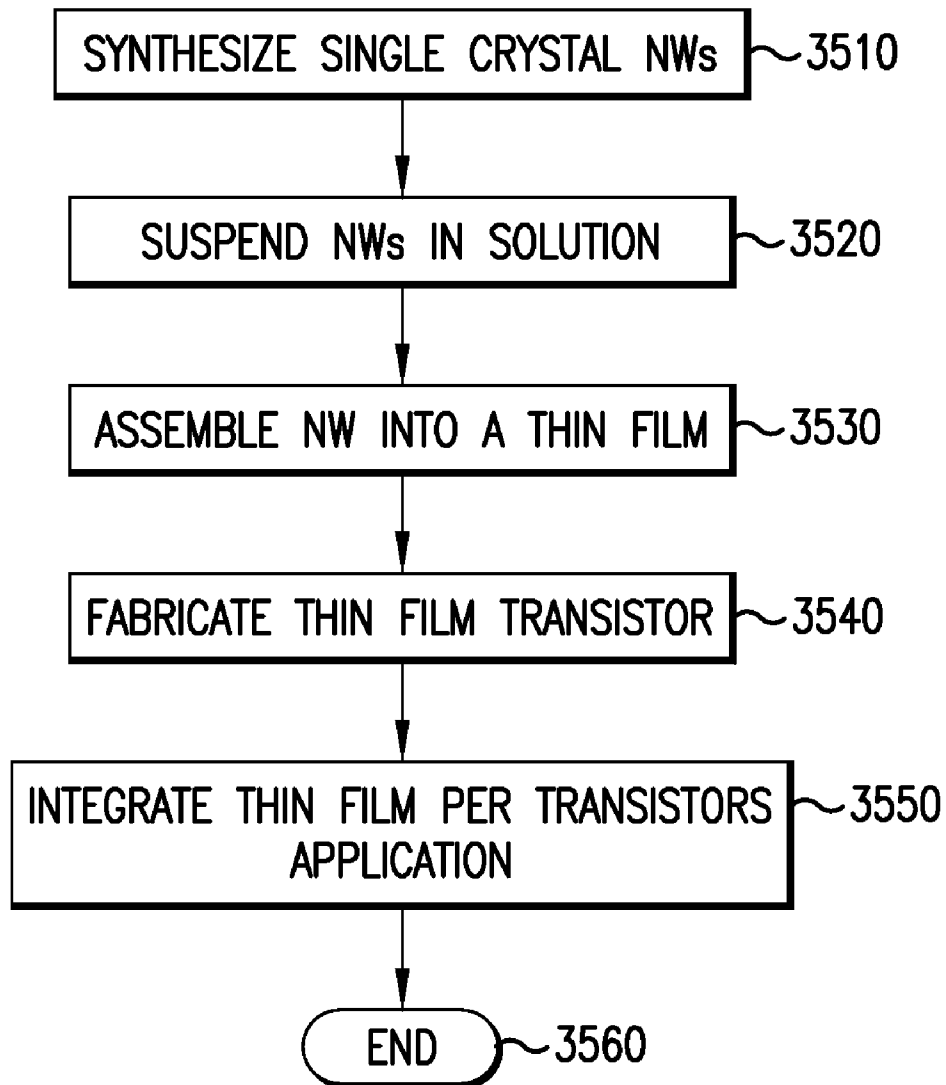 SYNTHESIZE SINGLE CRYSTAL NWs 3510
SUSPEND NWs IN SOLUTION 3520
ASSEMBLE NW INTO A THIN FILM 3530
FABRICATE THIN FILM TRANSISTOR 3540
INTEGRATE THIN FILM PER TRANSISTORS 3550
APPLICATION
END 3560